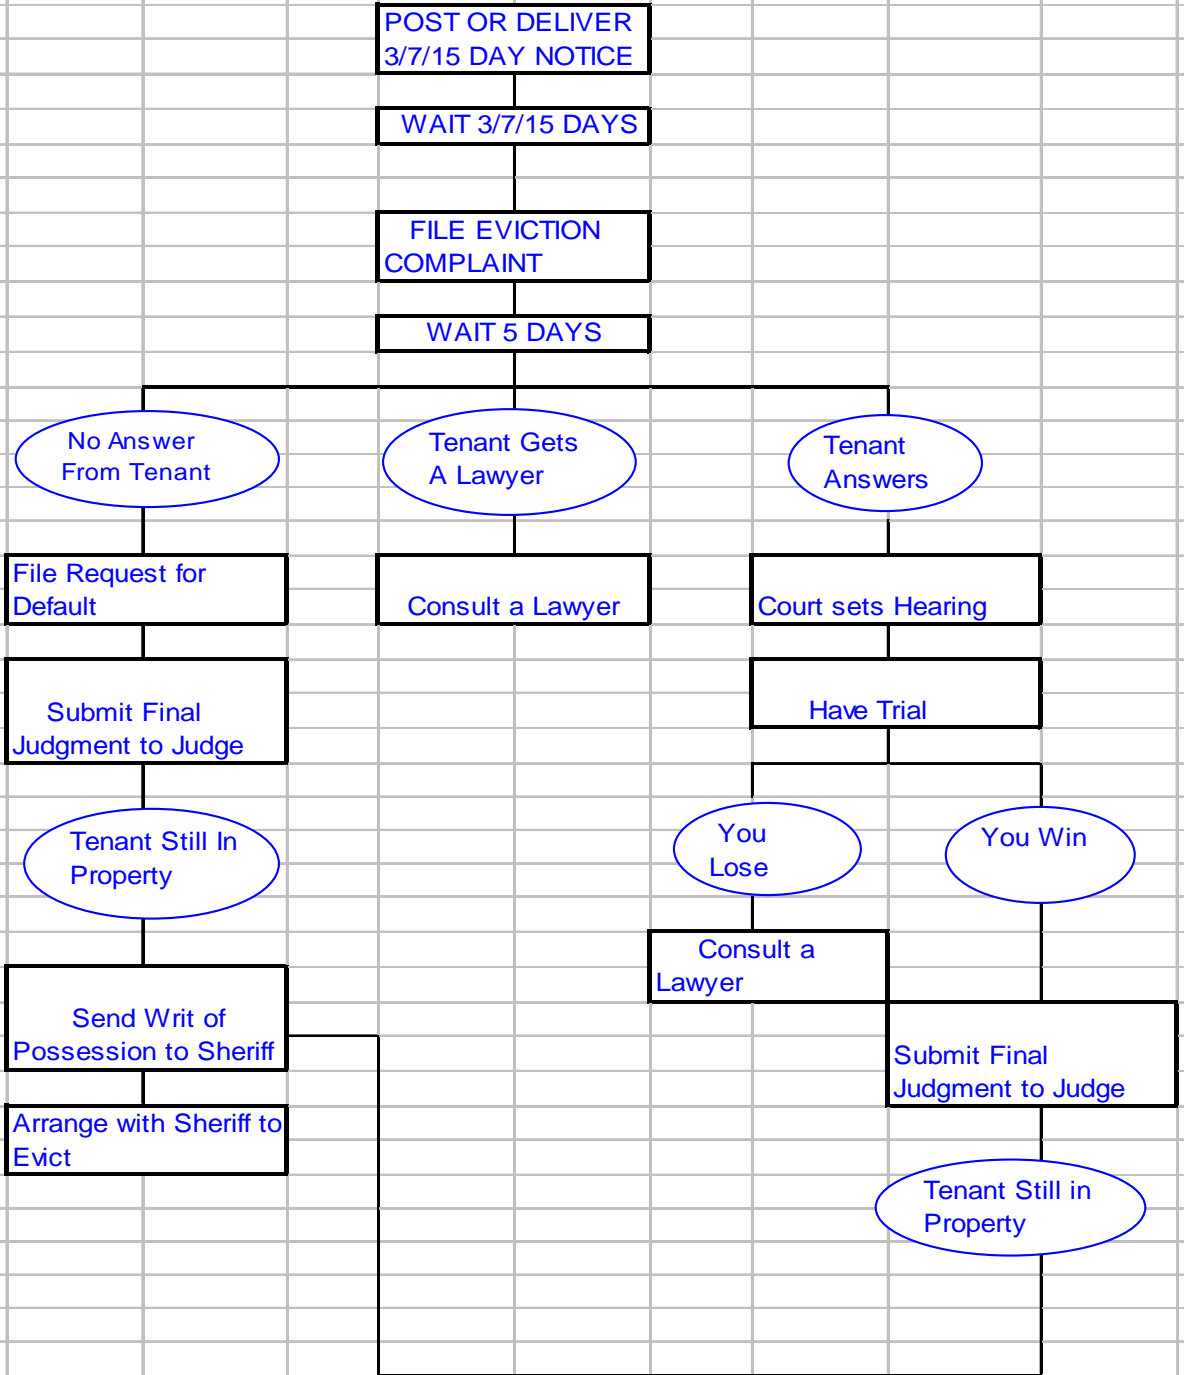 POST OR DELIVER
3/7/15 DAY NOTICE
WAIT 3/7/15 DAYS
FILE EVICTION
COMPLAINT
WAIT 5 DAYS
No Answer
From Tenant
Tenant Gets
A Lawyer
Tenant
Answers
File Request for
Default
Consult a Lawyer
Court sets Hearing
Submit Final
Judgment to Judge
Have Trial
Tenant Still In
Property
You
Lose
You Win
Consult a
Lawyer
Send Writ of
Possession to Sheriff
Submit Final
Judgment to Judge
Arrange with Sheriff to
Evict
Tenant Still in
Property